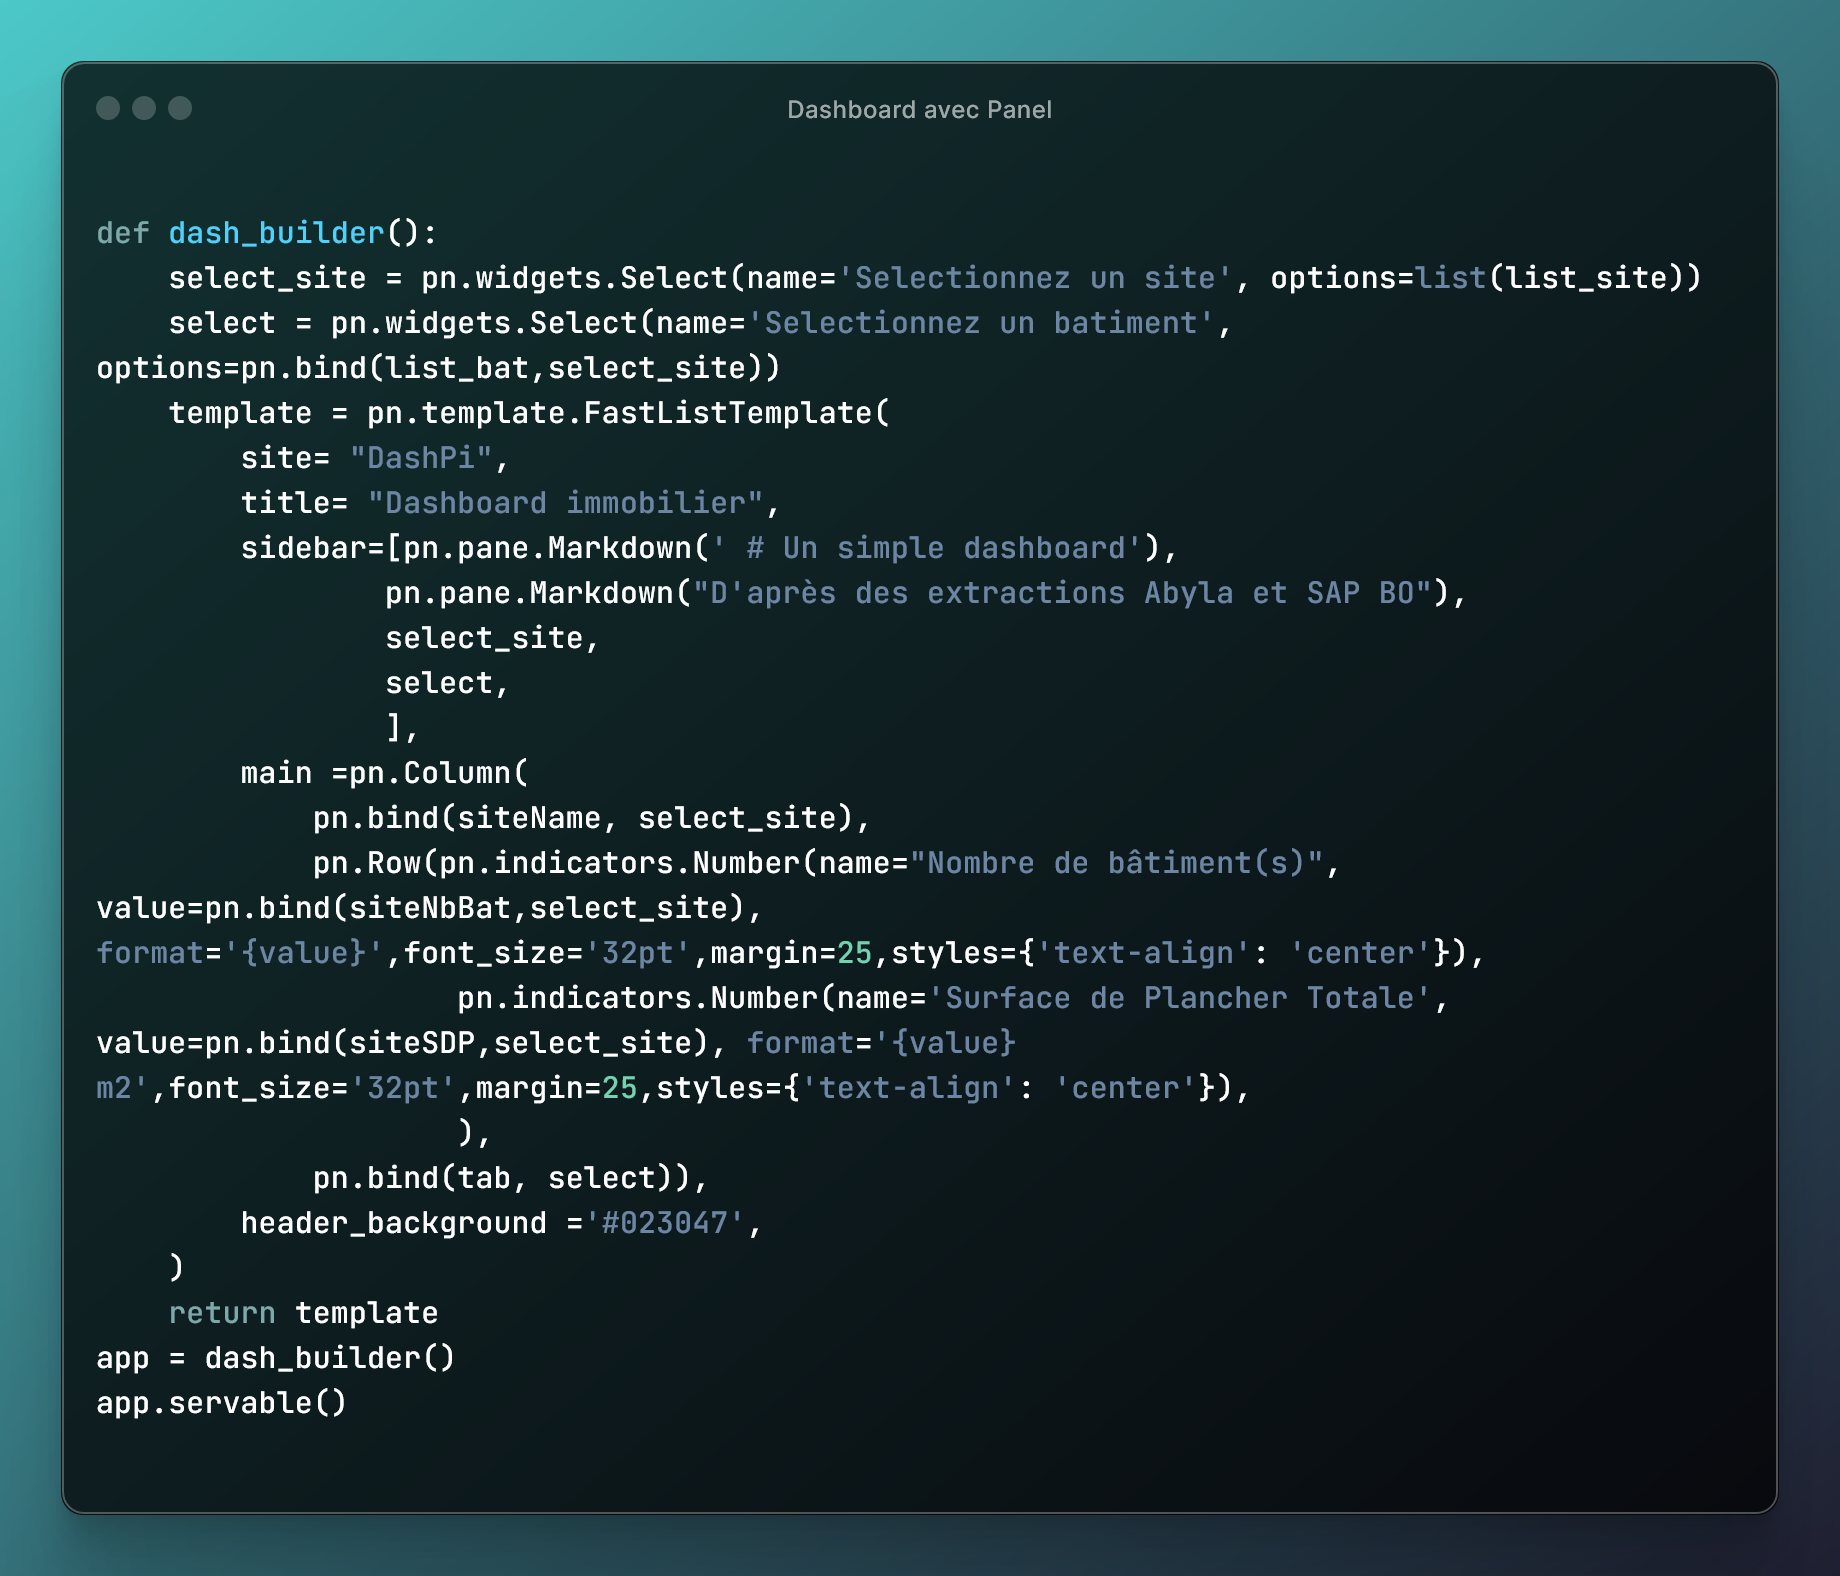 Dashboard avec Panel
def dash_builder():
    select_site = pn.widgets.Select(name='Selectionnez un site', options=list(list_site))
    select = pn.widgets.Select(name='Selectionnez un batiment',
options=pn.bind(list_bat,select_site))
    template = pn.template.FastListTemplate(
        site= "DashPi",
        title= "Dashboard immobilier",
        sidebar=[pn.pane.Markdown(' # Un simple dashboard'),
                pn.pane.Markdown("D'après des extractions Abyla et SAP BO"),
                select_site,
                select,
                ],
        main =pn.Column(
            pn.bind(siteName, select_site),
            pn.Row(pn.indicators.Number(name="Nombre de bâtiment(s)",
value=pn.bind(siteNbBat,select_site),
format='{value}',font_size='32pt',margin=25,styles={'text-align': 'center'}),
                    pn.indicators.Number(name='Surface de Plancher Totale',
value=pn.bind(siteSDP,select_site), format='{value}
m2',font_size='32pt',margin=25,styles={'text-align': 'center'}),
                    ),
            pn.bind(tab, select)),
        header_background ='#023047',
    )
    return template
app = dash_builder()
app.servable()